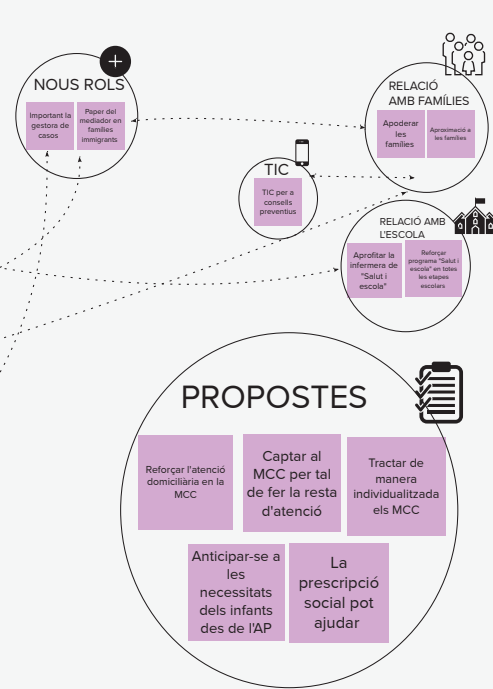 NOUS ROLS
Important la
gestora de
casos
Paper del
mediador en
famílies
immigrants
RELACIÓ
AMB FAMÍLIES
Apoderar
les
famílies
Aproximació a
les famílies
TIC
TIC per a
consells
preventius
RELACIÓ AMB
L'ESCOLA
Aprofitar la
infermera de
"Salut i
escola"
Reforçar
programa "Salut i
escola" en totes
les etapes
escolars
PROPOSTES
Reforçar l'atenció
domiciliària en la
MCC
Captar al
MCC per tal
de fer la resta
d'atenció
Tractar de
manera
individualitzada
els MCC
Anticipar-se a
les
necessitats
dels infants
des de l'AP
La
prescripció
social pot
ajudar